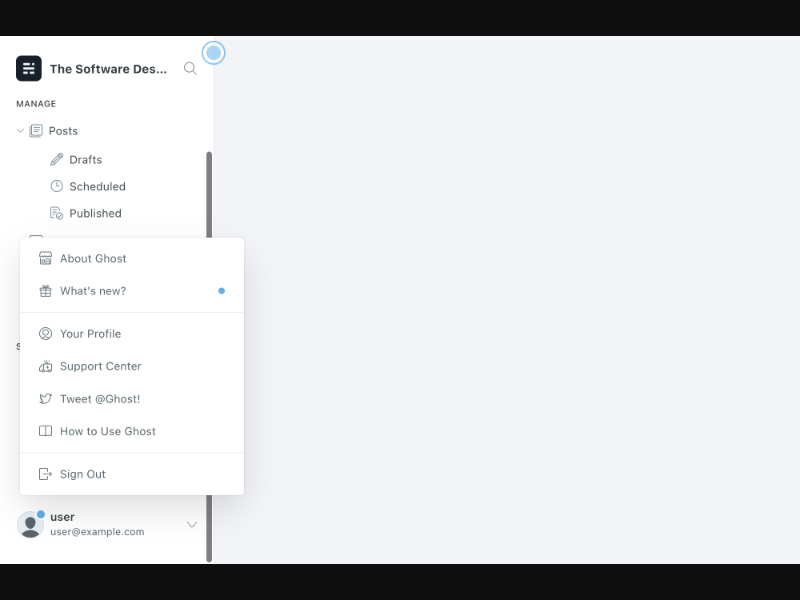 The Software Des...
MANAGE
Posts
Drafts
Scheduled
Published
About Ghost
What's new?
Your Profile
Support Center
Tweet @Ghost!
How to Use Ghost
Sign Out
user
user@example.com